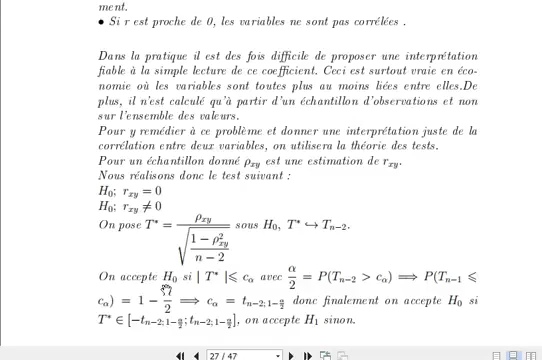 ment.
• Si r est proche de 0, les variables ne sont pas corrélées .
Dans la pratique il est des fois difficile de proposer une interprétation
fiable à la simple lecture de ce coefficient. Ceci est surtout vraie en éco-
nomie où les variables sont toutes plus au moins liées entre elles.De
plus, il n'est calculé qu'à partir d'un échantillon d'observations et non
sur l'ensemble des valeurs.
Pour y remédier à ce problème et donner une interprétation juste de la
corrélation entre deux variables, on utilisera la théorie des tests.
Pour un échantillon donné ρxy est une estimation de rxy.
Nous réalisons donc le test suivant :
H₀; rxy = 0
H₀; rxy ≠ 0
On pose T* = ρxy / √((1 − ρ²xy) / (n − 2)) sous H₀, T* ↪ Tn−2.
On accepte H₀ si | T* |⩽ cα avec α/2 = P(Tn−2 > cα) ⟹ P(Tn−1 ⩽
cα) = 1 − α/2 ⟹ cα = tn−2;1−α/2 donc finalement on accepte H₀ si
T* ∈ [−tn−2;1−α/2; tn−2;1−α/2], on accepte H₁ sinon.
27 / 47